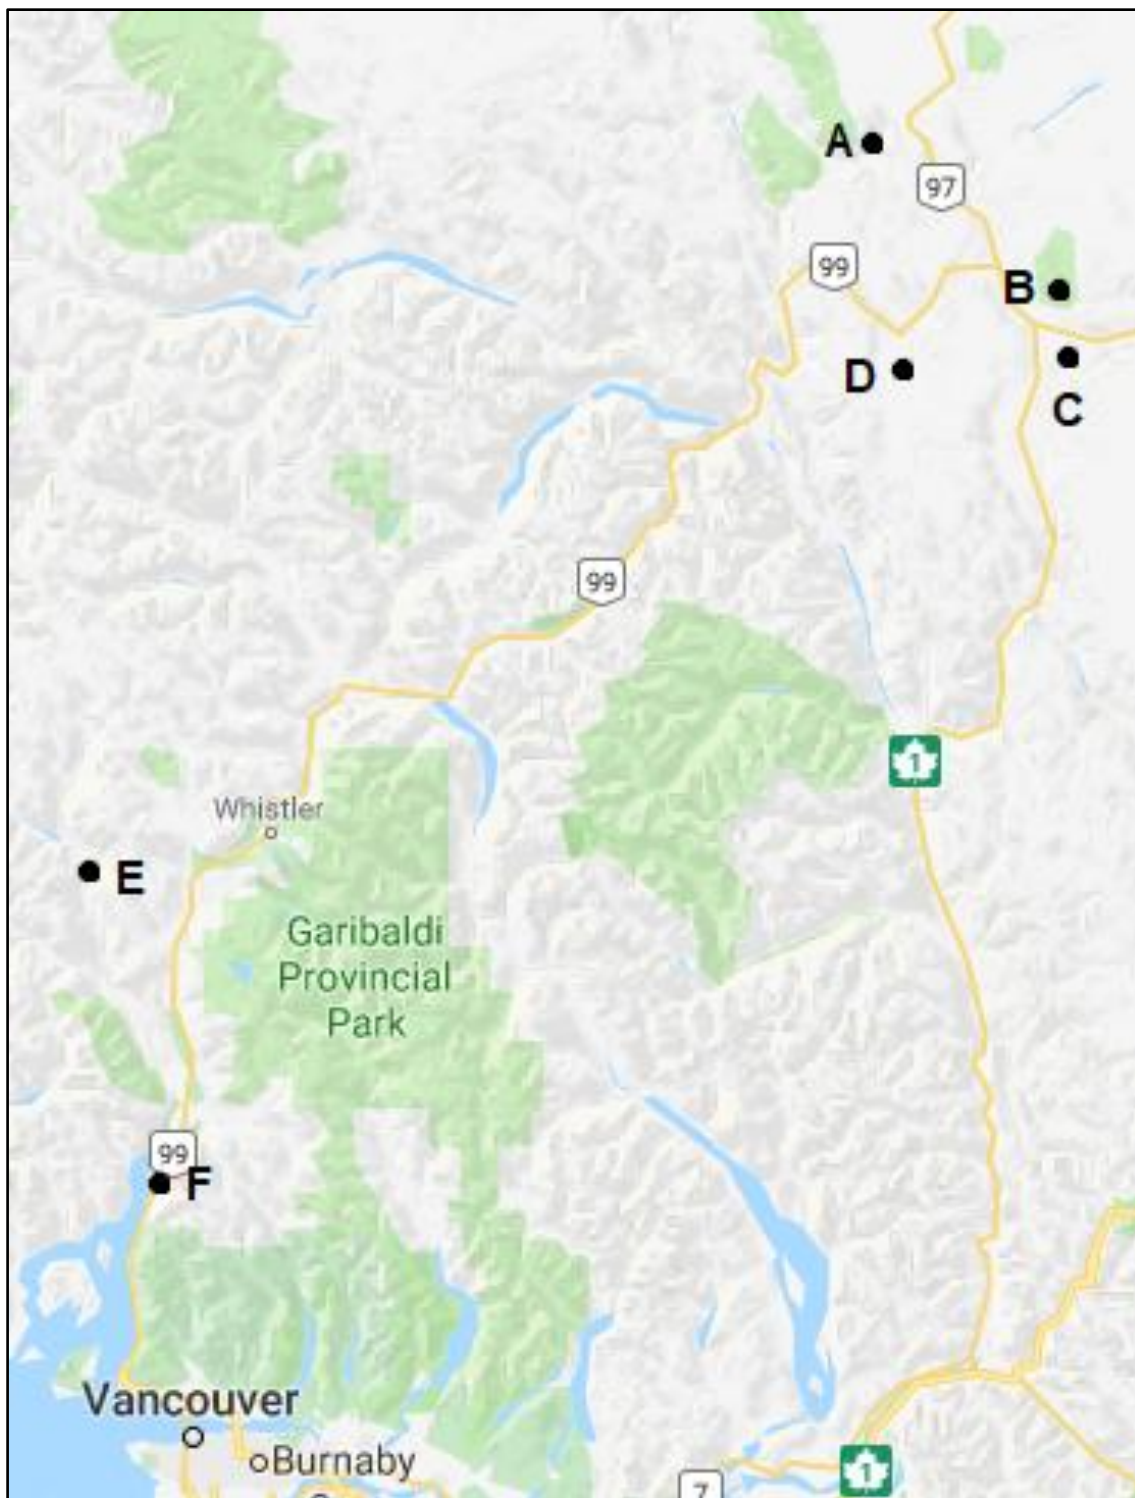 A
97
99
B
D
C
99
1
Whistler
E
Garibaldi
Provincial
Park
99
F
Vancouver
Burnaby
1
7